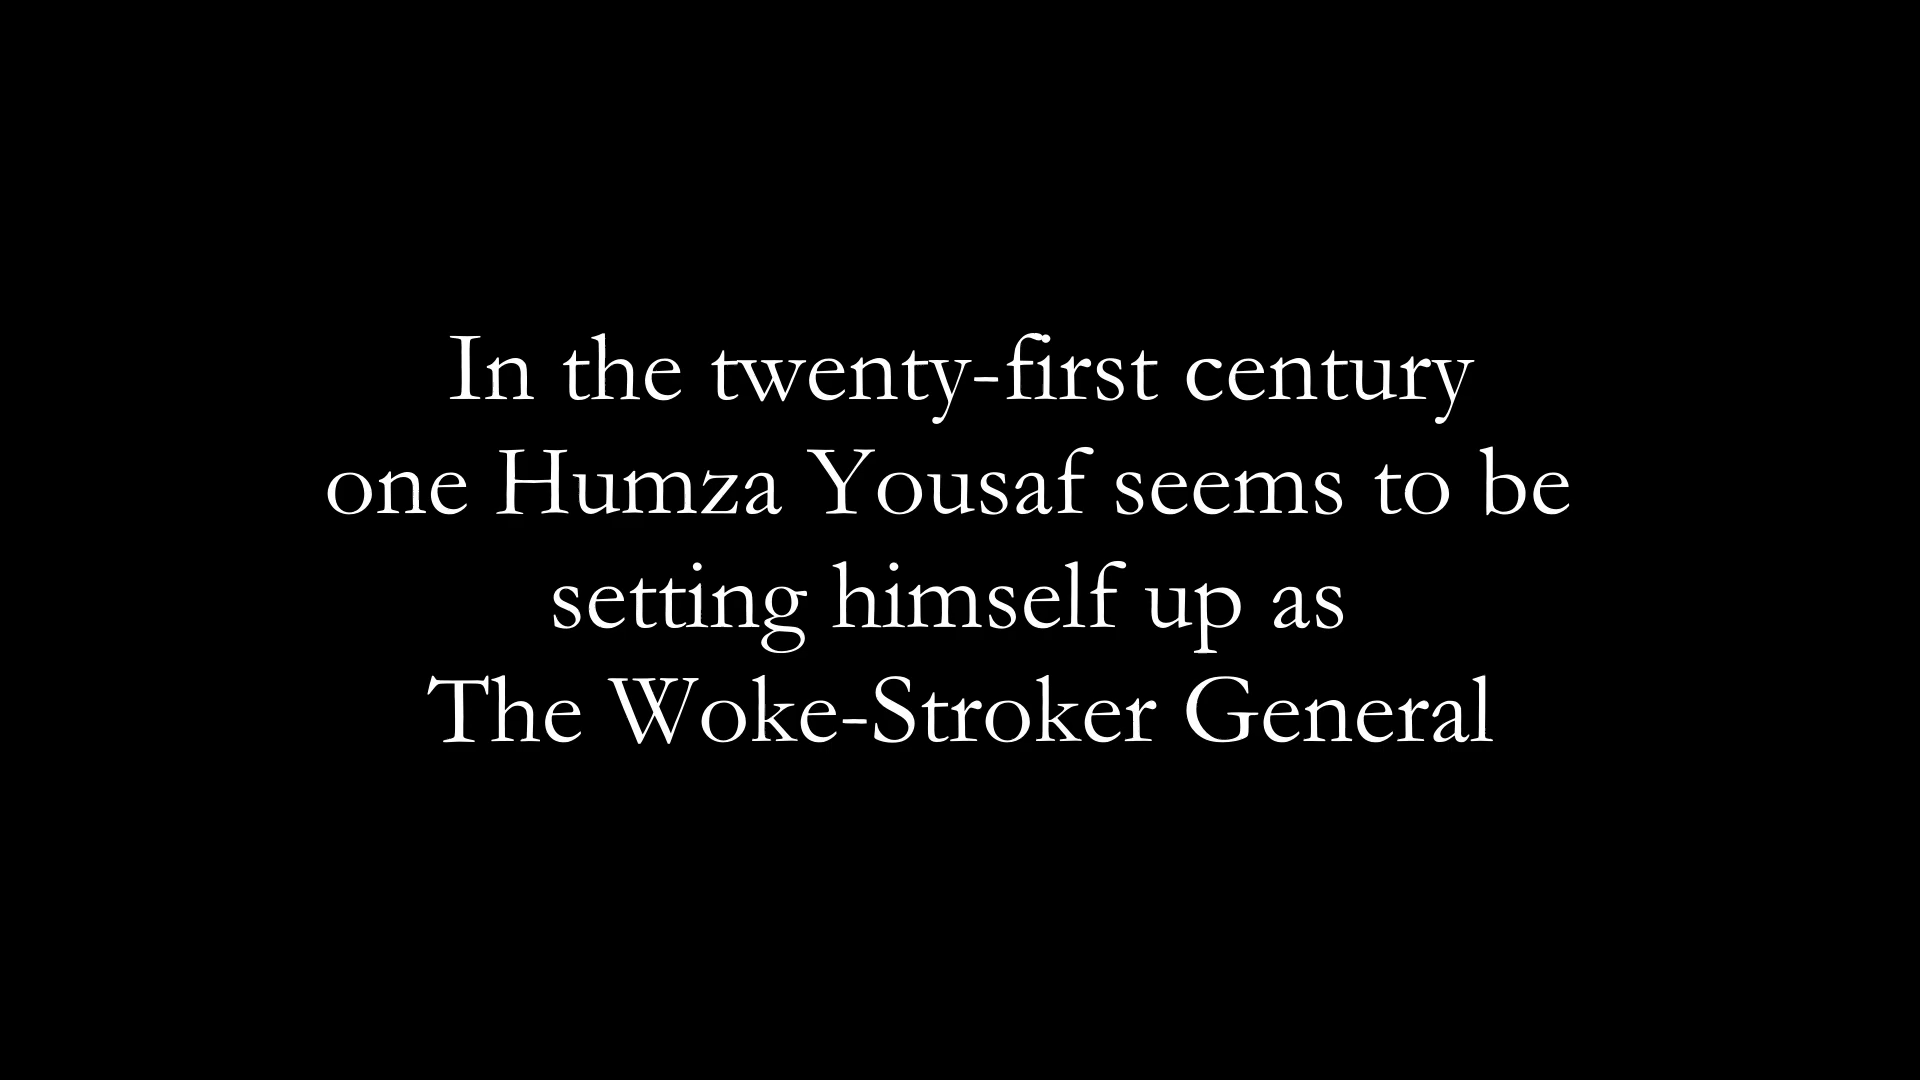 In the twenty-first century
one Humza Yousaf seems to be
setting himself up as
The Woke-Stroker General